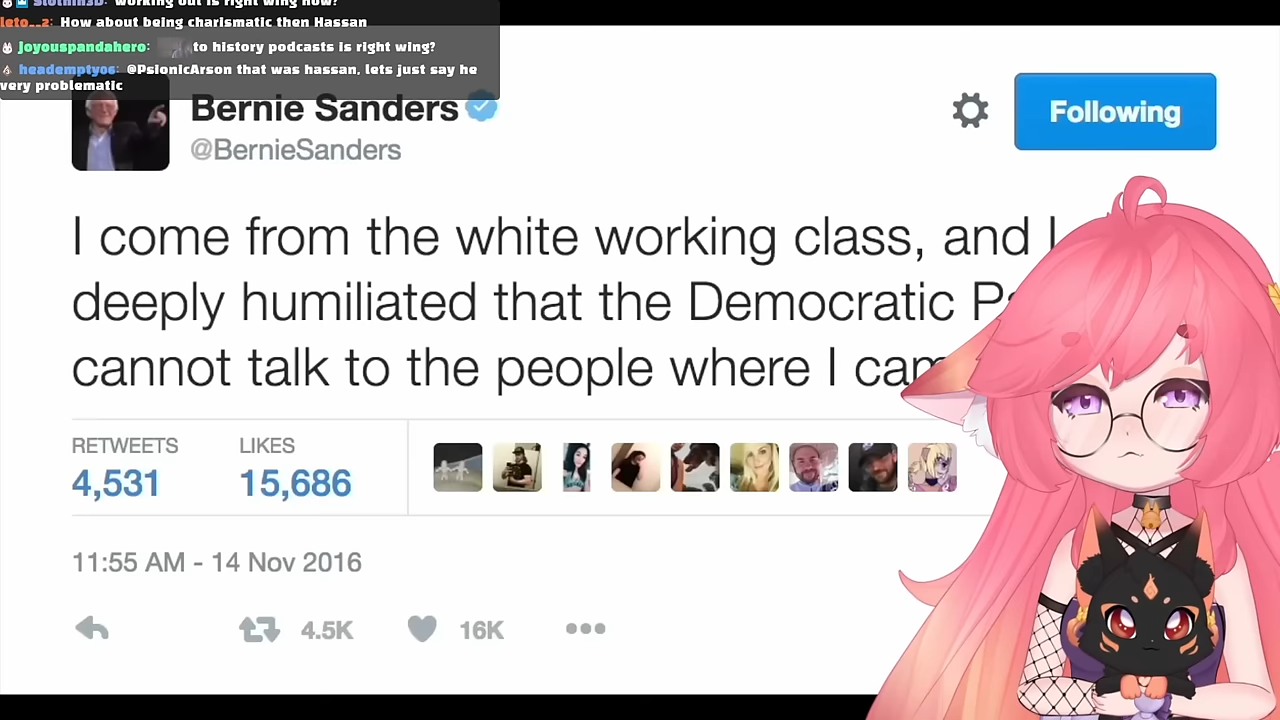 Slothin3D: working out is right wing now?
leto__2: How about being charismatic then Hassan
Joyouspandahero: to history podcasts is right wing?
headempty06: @PsionicArson that was hassan, lets just say he
very problematic
Bernie Sanders
@BernieSanders
Following
I come from the white working class, and I
deeply humiliated that the Democratic
cannot talk to the people where I
RETWEETS LIKES
4,531 15,686
11:55 AM - 14 Nov 2016
4.5K 16K